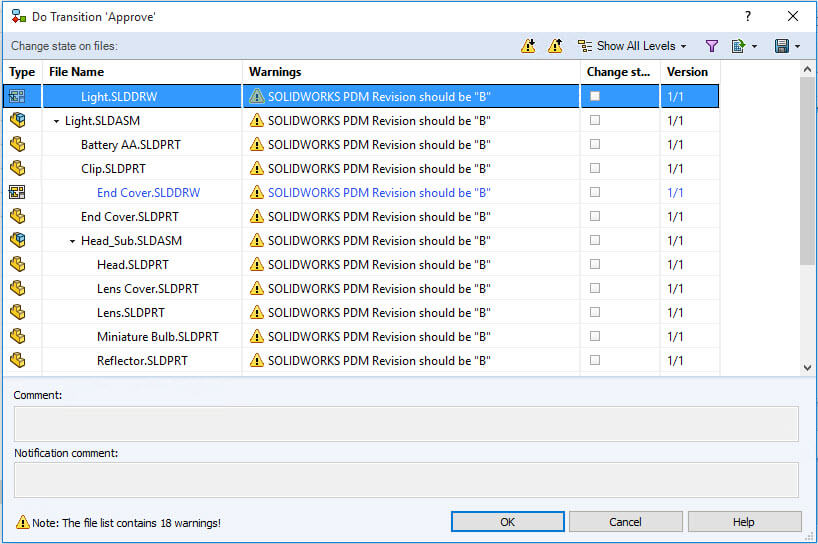 Do Transition 'Approve'
?
Change state on files: Show All Levels
Type File Name Warnings Change st... Version
Light.SLDDRW SOLIDWORKS PDM Revision should be "B" 1/1
Light.SLDASM SOLIDWORKS PDM Revision should be "B" 1/1
Battery AA.SLDPRT SOLIDWORKS PDM Revision should be "B" 1/1
Clip.SLDPRT SOLIDWORKS PDM Revision should be "B" 1/1
End Cover.SLDDRW SOLIDWORKS PDM Revision should be "B" 1/1
End Cover.SLDPRT SOLIDWORKS PDM Revision should be "B" 1/1
Head_Sub.SLDASM SOLIDWORKS PDM Revision should be "B" 1/1
Head.SLDPRT SOLIDWORKS PDM Revision should be "B" 1/1
Lens Cover.SLDPRT SOLIDWORKS PDM Revision should be "B" 1/1
Lens.SLDPRT SOLIDWORKS PDM Revision should be "B" 1/1
Miniature Bulb.SLDPRT SOLIDWORKS PDM Revision should be "B" 1/1
Reflector.SLDPRT SOLIDWORKS PDM Revision should be "B" 1/1
Comment:
Notification comment:
Note: The file list contains 18 warnings! OK Cancel Help